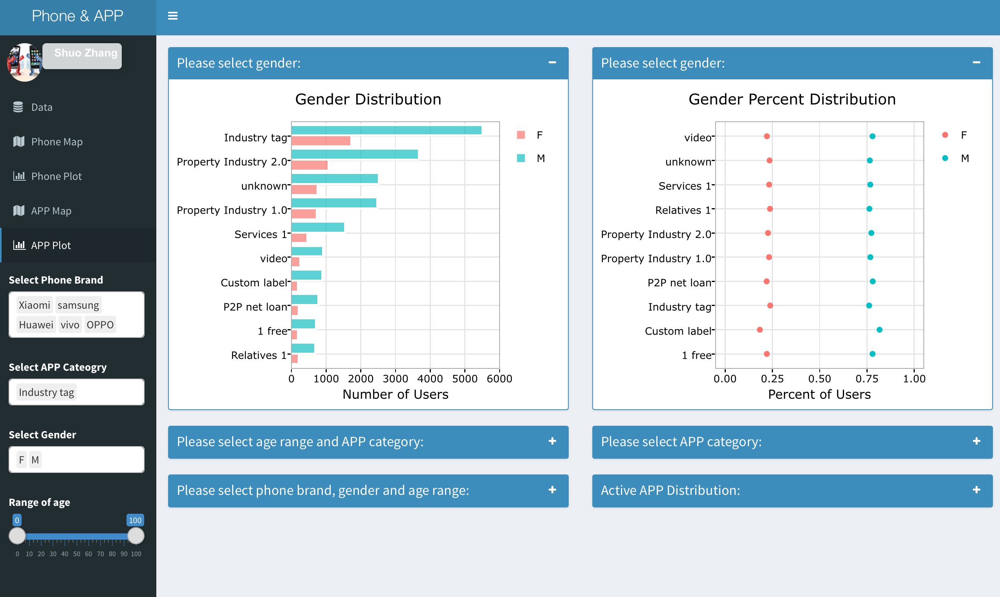 Phone & APP
Shuo Zhang
Data
Phone Map
Phone Plot
APP Map
APP Plot
Select Phone Brand
Xiaomi samsung
Huawei vivo OPPO
Select APP Cateogry
Industry tag
Select Gender
F M
Range of age
0 100
0 10 20 30 40 50 60 70 80 90 100
Please select gender:
Gender Distribution
Industry tag
Property Industry 2.0
unknown
Property Industry 1.0
Services 1
video
Custom label
P2P net loan
1 free
Relatives 1
0 1000 2000 3000 4000 5000 6000
Number of Users
F
M
Please select gender:
Gender Percent Distribution
video
unknown
Services 1
Relatives 1
Property Industry 2.0
Property Industry 1.0
P2P net loan
Industry tag
Custom label
1 free
0.00 0.25 0.50 0.75 1.00
Percent of Users
F
M
Please select age range and APP category:
Please select APP category:
Please select phone brand, gender and age range:
Active APP Distribution: